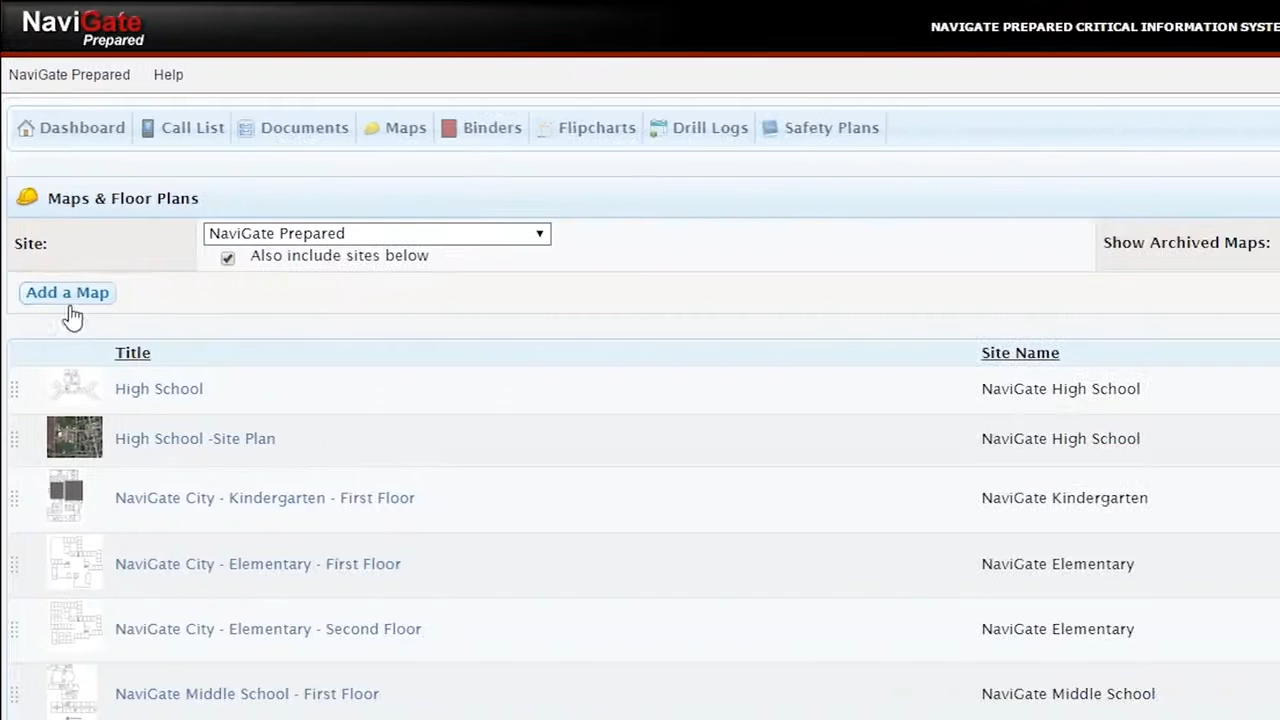 NaviGate
Prepared
NAVIGATE PREPARED CRITICAL INFORMATION SYSTE
NaviGate Prepared Help
Dashboard Call List Documents Maps Binders Flipcharts Drill Logs Safety Plans
Maps & Floor Plans
Site: NaviGate Prepared Show Archived Maps:
Also include sites below
Add a Map
Title Site Name
High School NaviGate High School
High School -Site Plan NaviGate High School
NaviGate City - Kindergarten - First Floor NaviGate Kindergarten
NaviGate City - Elementary - First Floor NaviGate Elementary
NaviGate City - Elementary - Second Floor NaviGate Elementary
NaviGate Middle School - First Floor NaviGate Middle School